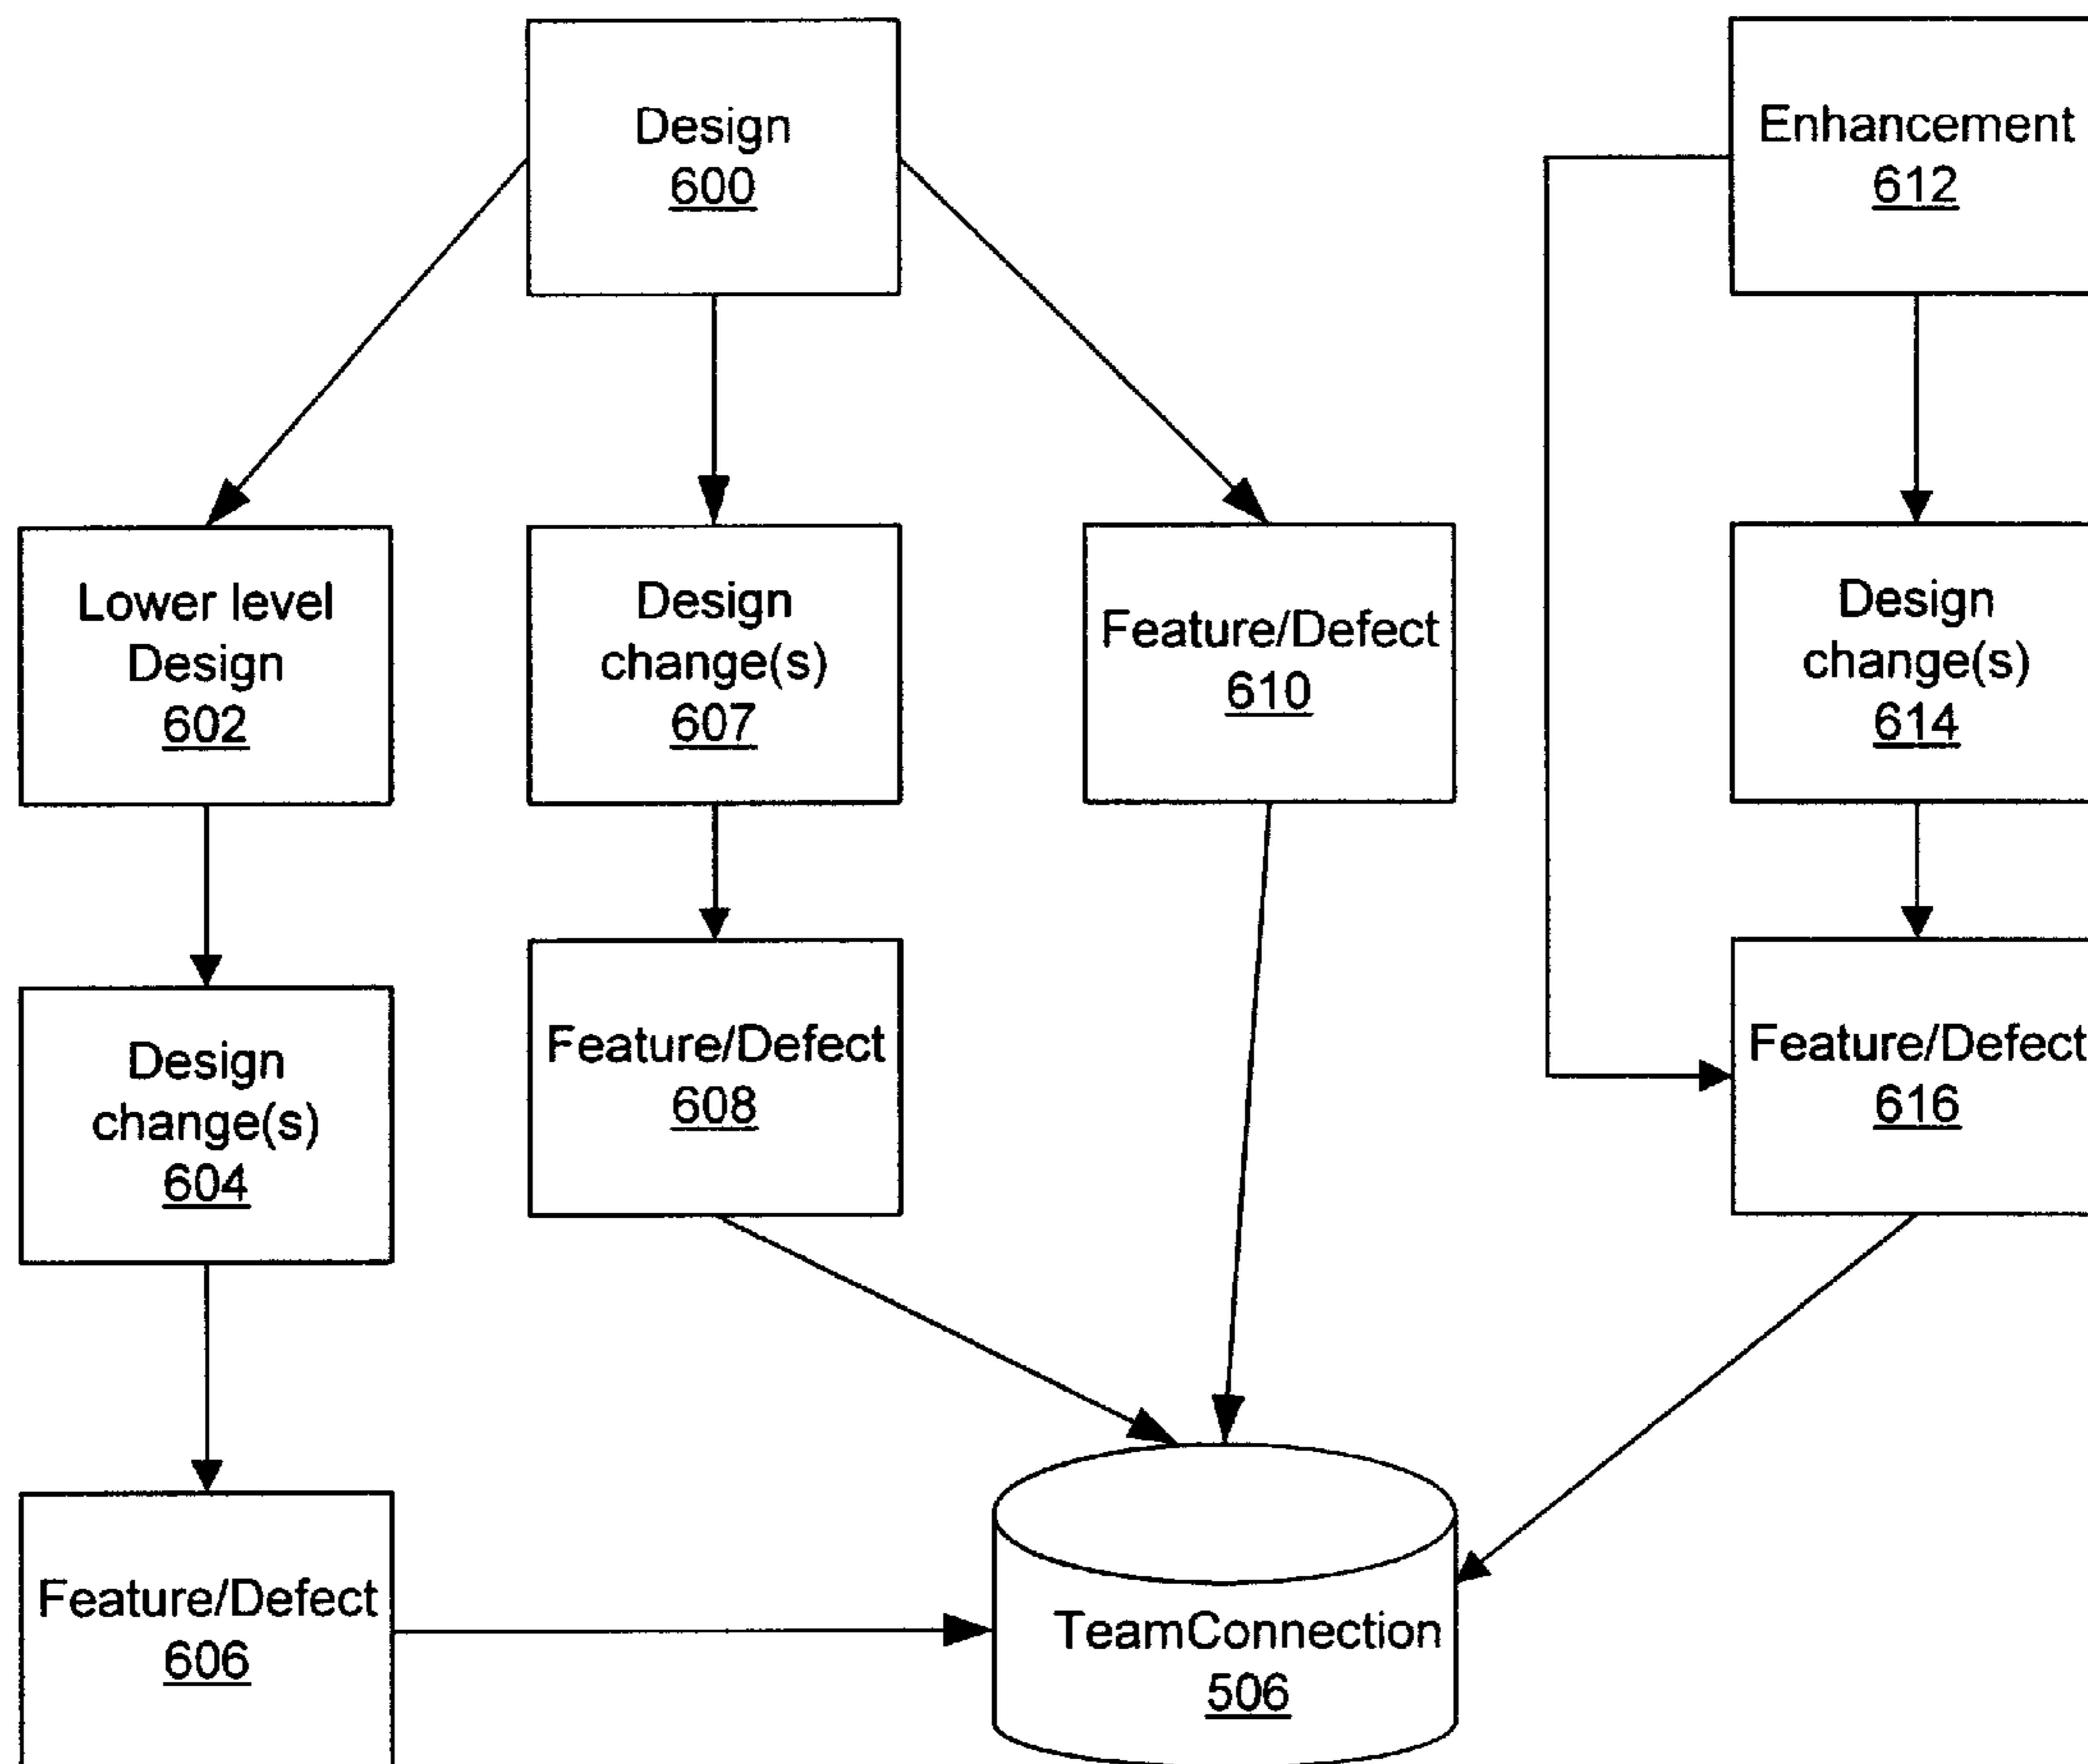 Design
600
Enhancement
612
Lower level
Design
602
Design
change(s)
607
Feature/Defect
610
Design
change(s)
614
Design
change(s)
604
Feature/Defect
608
Feature/Defect
616
Feature/Defect
606
TeamConnection
506